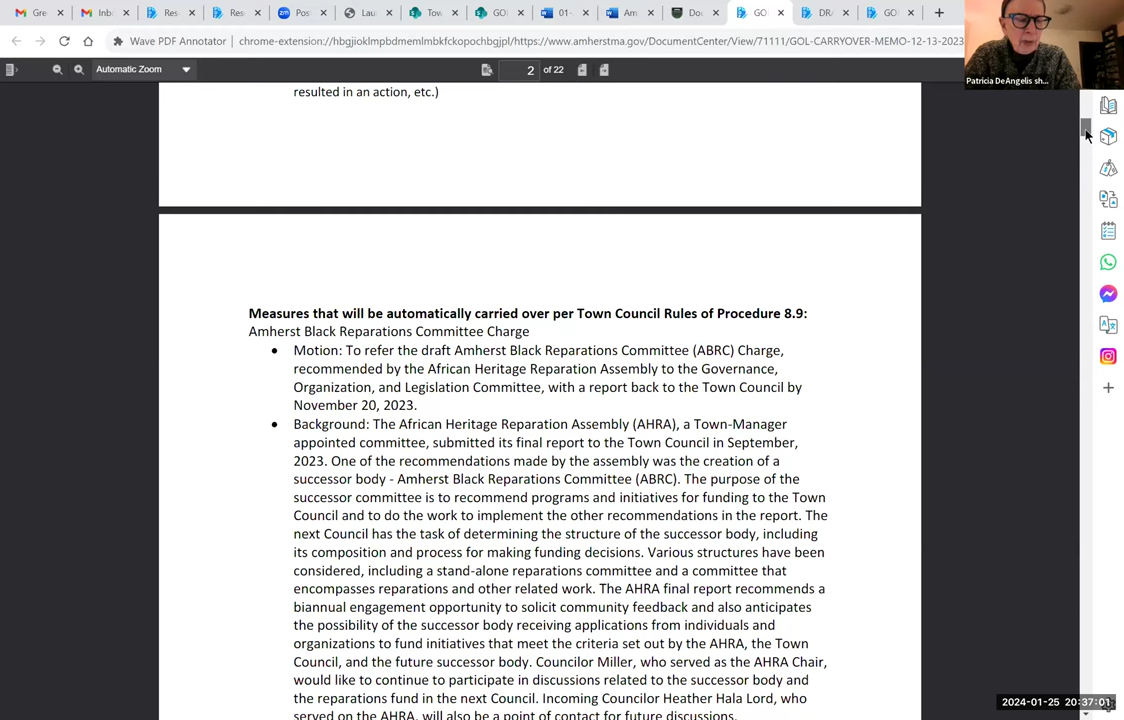 Gre
Inb
Res
Res
Pos
Lau
Tow
GO
01-
Am
Do
GO
DRA
GO
Wave PDF Annotator
chrome-extension://hbgjioklmpbdmemlmbkfckopochbgjpl/https://www.amherstma.gov/DocumentCenter/View/71111/GOL-CARRYOVER-MEMO-12-13-2023
Automatic Zoom
2 of 22
Patricia DeAngelis sh...
resulted in an action, etc.)
Measures that will be automatically carried over per Town Council Rules of Procedure 8.9:
Amherst Black Reparations Committee Charge
• Motion: To refer the draft Amherst Black Reparations Committee (ABRC) Charge,
recommended by the African Heritage Reparation Assembly to the Governance,
Organization, and Legislation Committee, with a report back to the Town Council by
November 20, 2023.
• Background: The African Heritage Reparation Assembly (AHRA), a Town-Manager
appointed committee, submitted its final report to the Town Council in September,
2023. One of the recommendations made by the assembly was the creation of a
successor body - Amherst Black Reparations Committee (ABRC). The purpose of the
successor committee is to recommend programs and initiatives for funding to the Town
Council and to do the work to implement the other recommendations in the report. The
next Council has the task of determining the structure of the successor body, including
its composition and process for making funding decisions. Various structures have been
considered, including a stand-alone reparations committee and a committee that
encompasses reparations and other related work. The AHRA final report recommends a
biannual engagement opportunity to solicit community feedback and also anticipates
the possibility of the successor body receiving applications from individuals and
organizations to fund initiatives that meet the criteria set out by the AHRA, the Town
Council, and the future successor body. Councilor Miller, who served as the AHRA Chair,
would like to continue to participate in discussions related to the successor body and
the reparations fund in the next Council. Incoming Councilor Heather Hala Lord, who
served on the AHRA, will also be a point of contact for future discussions.
2024-01-25 20:37:01